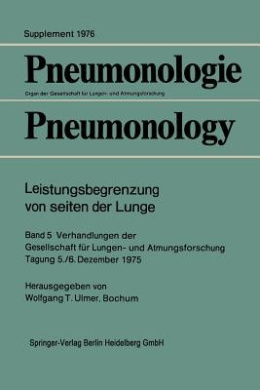 Supplement 1976
Pneumonologie
Organ der Gesellschaft für Lungen- und Atmungsforschung
Pneumonology
Leistungsbegrenzung
von seiten der Lunge
Band 5 Verhandlungen der
Gesellschaft für Lungen- und Atmungsforschung
Tagung 5./6. Dezember 1975
Herausgegeben von
Wolfgang T. Ulmer, Bochum
Springer-Verlag Berlin Heidelberg GmbH